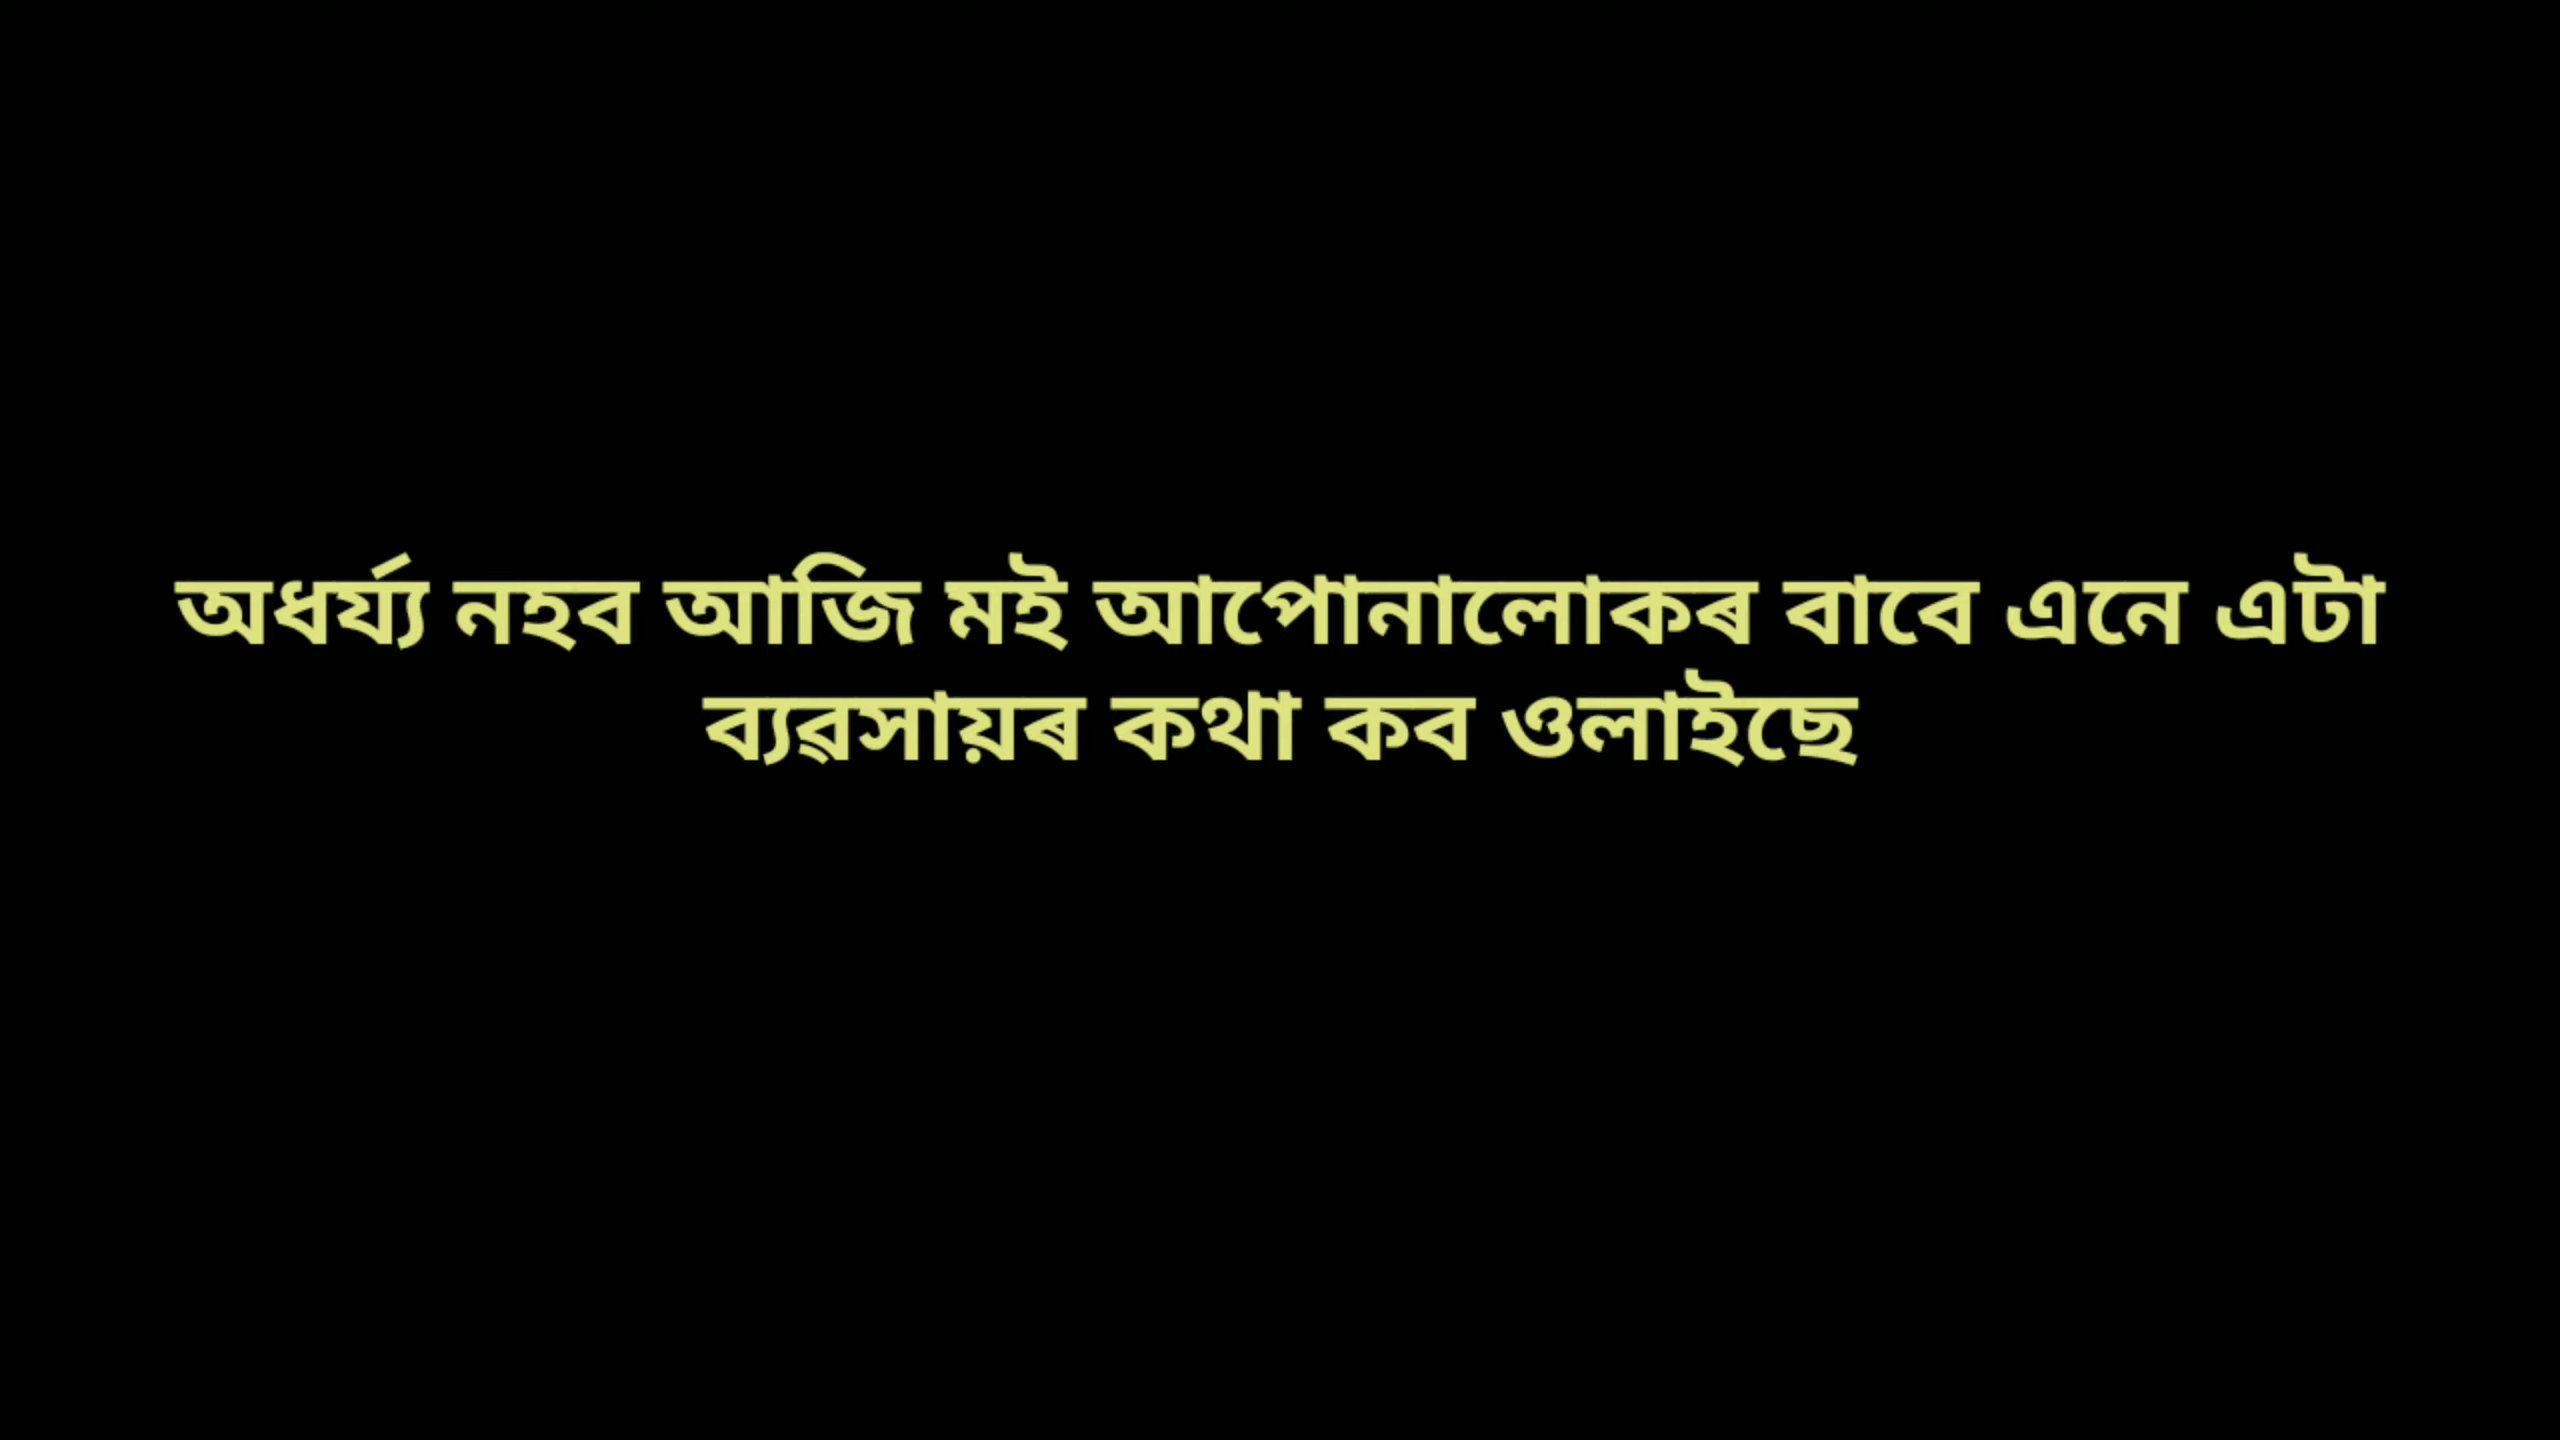 অধৰ্য্য নহব আজি মই আপোনালোকৰ বাবে এনে এটা
ব্যৱসায়ৰ কথা কব ওলাইছে